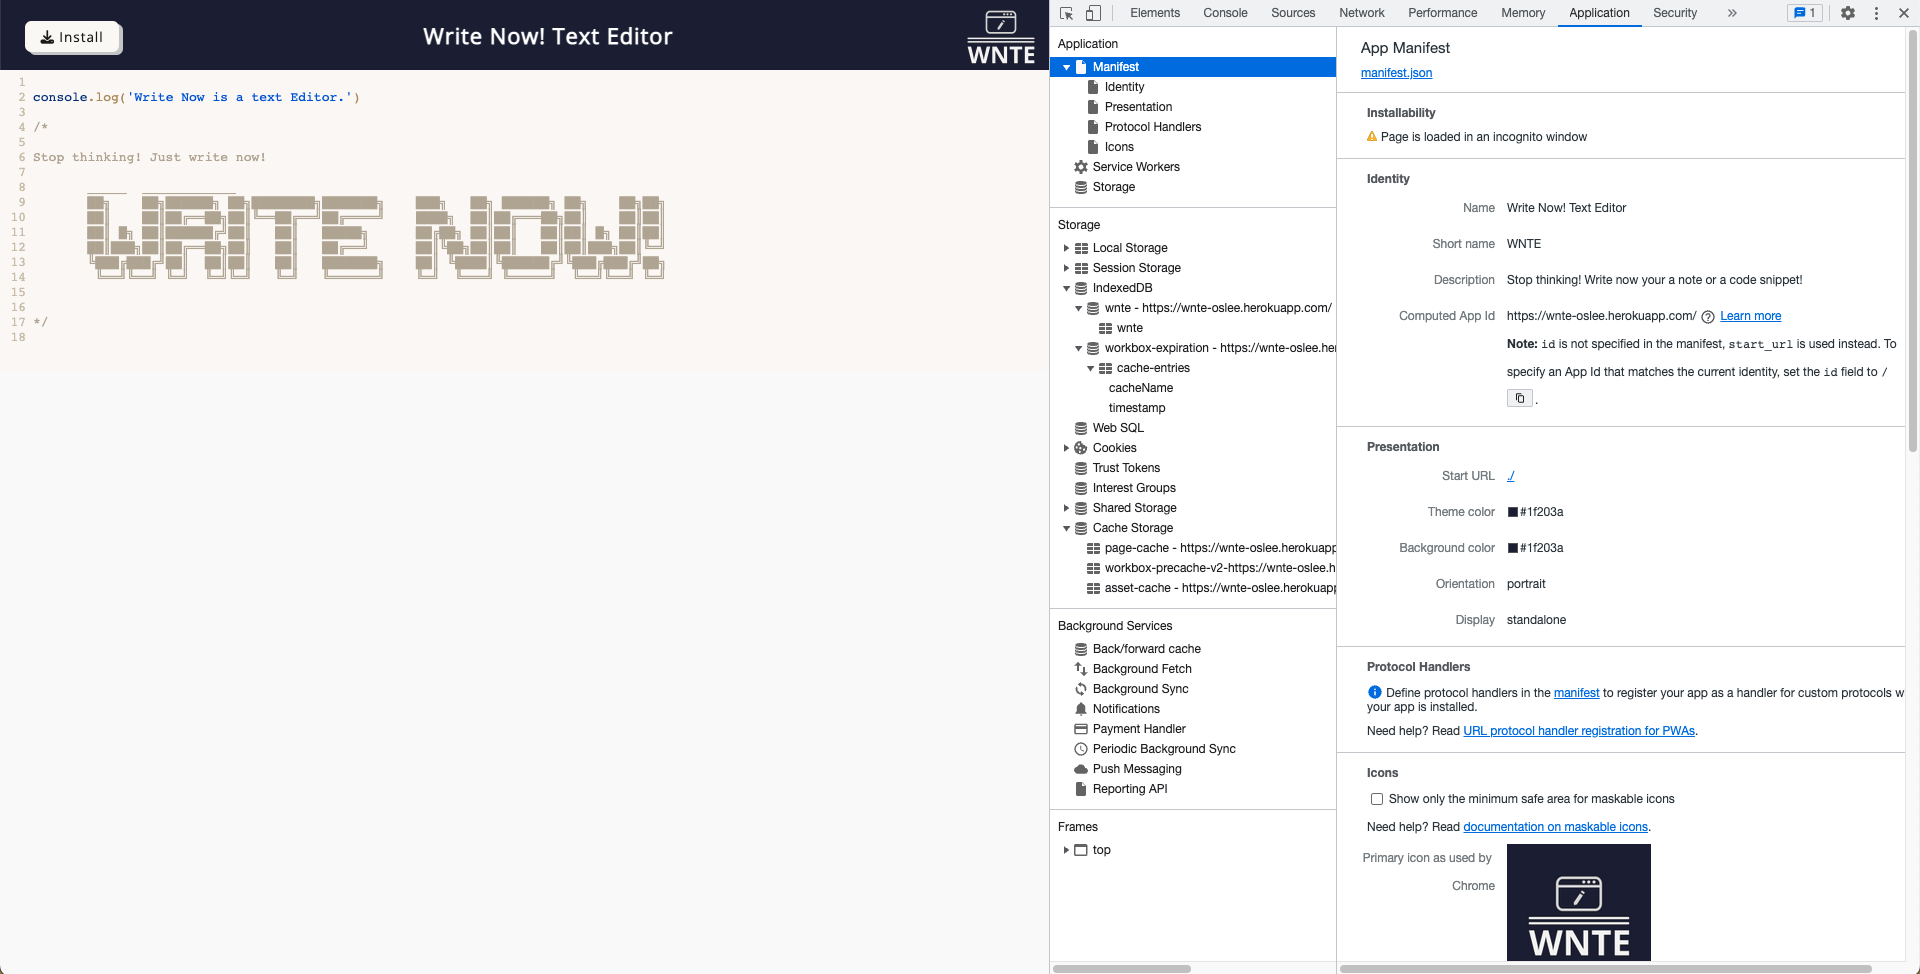 Install
Write Now! Text Editor
WNTE
1
2 console.log('Write Now is a text Editor.')
3
4 /*
5
6 Stop thinking! Just write now!
7
8
9
10
11
12
13
14
WRITE NOW!
15
16
17 */
18
Elements Console Sources Network Performance Memory Application Security » 1
Application
Manifest
Identity
Presentation
Protocol Handlers
Icons
Service Workers
Storage
Storage
Local Storage
Session Storage
IndexedDB
wnte - https://wnte-oslee.herokuapp.com/
wnte
workbox-expiration - https://wnte-oslee.he
cache-entries
cacheName
timestamp
Web SQL
Cookies
Trust Tokens
Interest Groups
Shared Storage
Cache Storage
page-cache - https://wnte-oslee.herokuapp
workbox-precache-v2-https://wnte-oslee.h
asset-cache - https://wnte-oslee.herokuapp
Background Services
Back/forward cache
Background Fetch
Background Sync
Notifications
Payment Handler
Periodic Background Sync
Push Messaging
Reporting API
Frames
top
App Manifest
manifest.json
Installability
Page is loaded in an incognito window
Identity
Name Write Now! Text Editor
Short name WNTE
Description Stop thinking! Write now your a note or a code snippet!
Computed App Id https://wnte-oslee.herokuapp.com/ Learn more
Note: id is not specified in the manifest, start_url is used instead. To
specify an App Id that matches the current identity, set the id field to /
.
Presentation
Start URL ./
Theme color #1f203a
Background color #1f203a
Orientation portrait
Display standalone
Protocol Handlers
Define protocol handlers in the manifest to register your app as a handler for custom protocols w
your app is installed.
Need help? Read URL protocol handler registration for PWAs.
Icons
Show only the minimum safe area for maskable icons
Need help? Read documentation on maskable icons.
Primary icon as used by
Chrome
WNTE